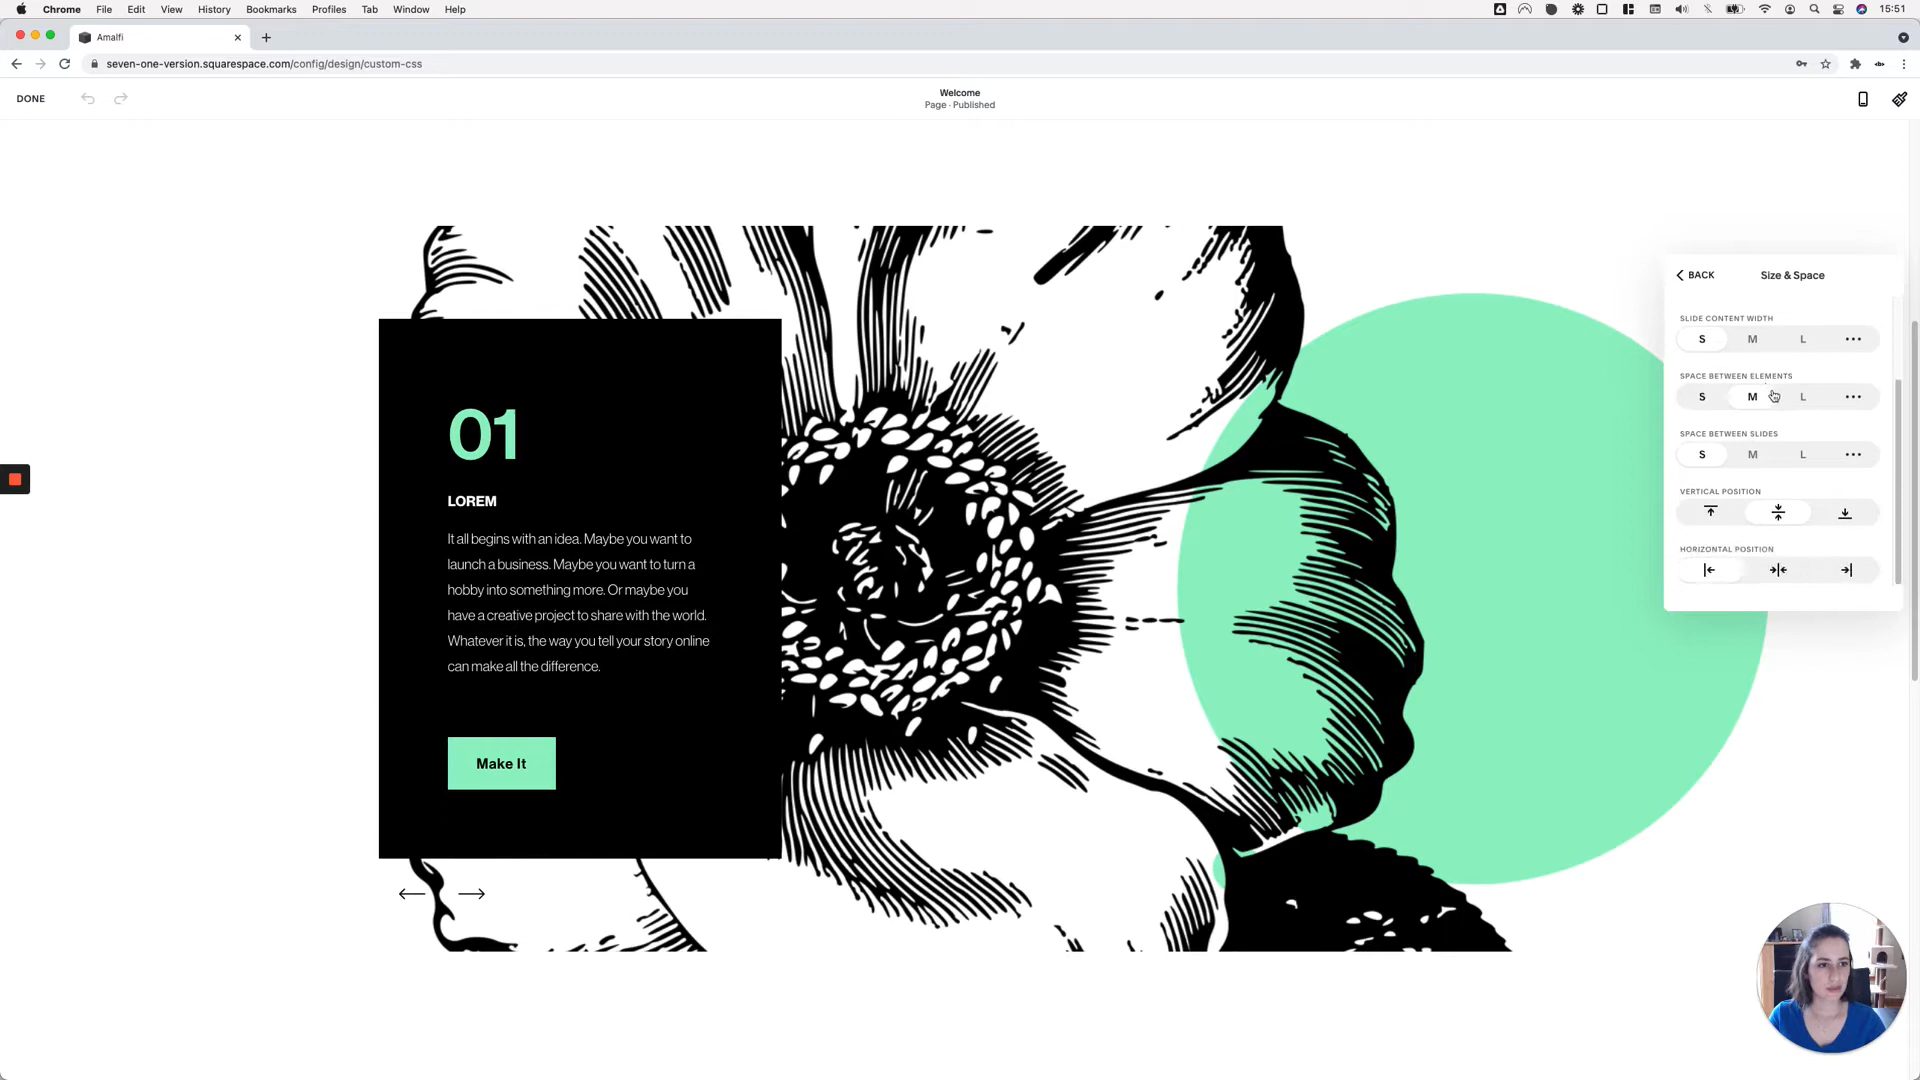 Chrome File Edit View History Bookmarks Profiles Tab Window Help 15:51
Amalfi
seven-one-version.squarespace.com/config/design/custom-css
DONE
Welcome
Page · Published
BACK Size & Space
SLIDE CONTENT WIDTH
S M L ...
SPACE BETWEEN ELEMENTS
S M L ...
SPACE BETWEEN SLIDES
S M L ...
VERTICAL POSITION
HORIZONTAL POSITION
01
LOREM
It all begins with an idea. Maybe you want to
launch a business. Maybe you want to turn a
hobby into something more. Or maybe you
have a creative project to share with the world.
Whatever it is, the way you tell your story online
can make all the difference.
Make It